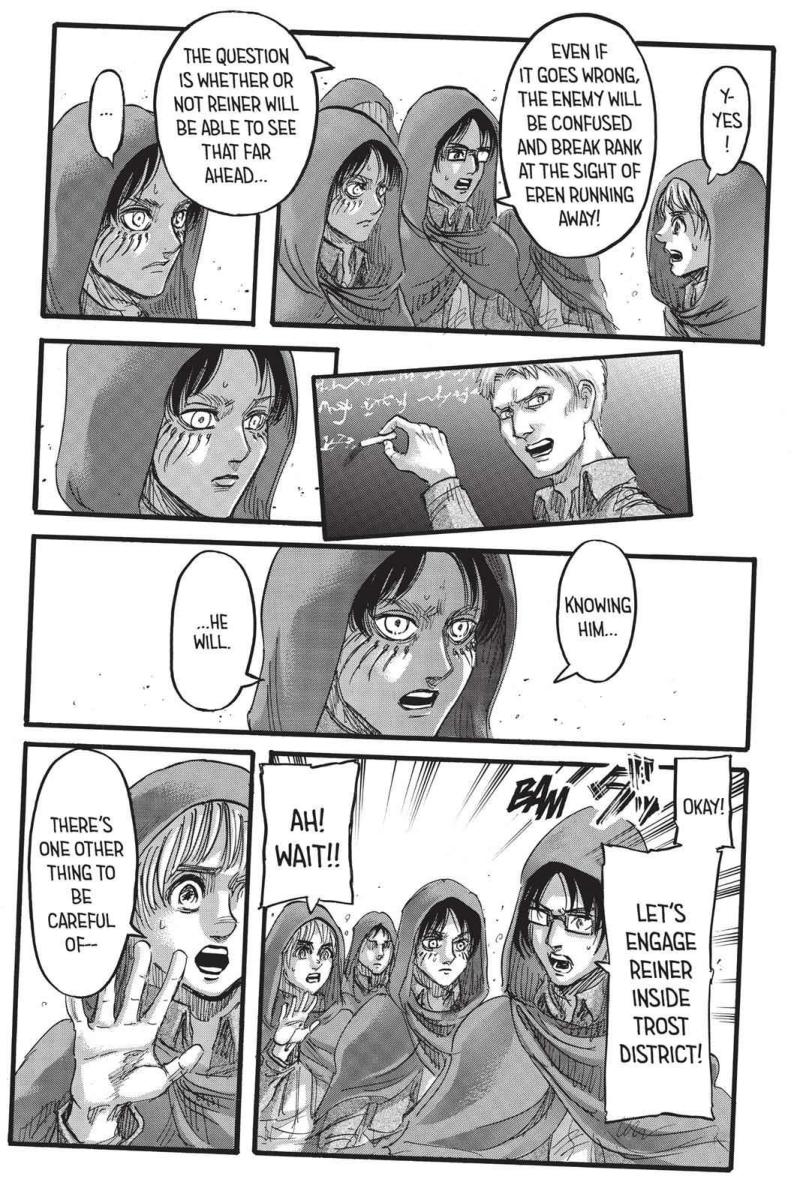 Y-
YES
!
EVEN IF
IT GOES WRONG,
THE ENEMY WILL
BE CONFUSED
AND BREAK RANK
AT THE SIGHT OF
EREN RUNNING
AWAY!
THE QUESTION
IS WHETHER OR
NOT REINER WILL
BE ABLE TO SEE
THAT FAR
AHEAD...
...
KNOWING
HIM...
...HE
WILL.
OKAY!
BAM
LET'S
ENGAGE
REINER
INSIDE
TROST
DISTRICT!
AH!
WAIT!!
THERE'S
ONE OTHER
THING TO
BE
CAREFUL
OF--